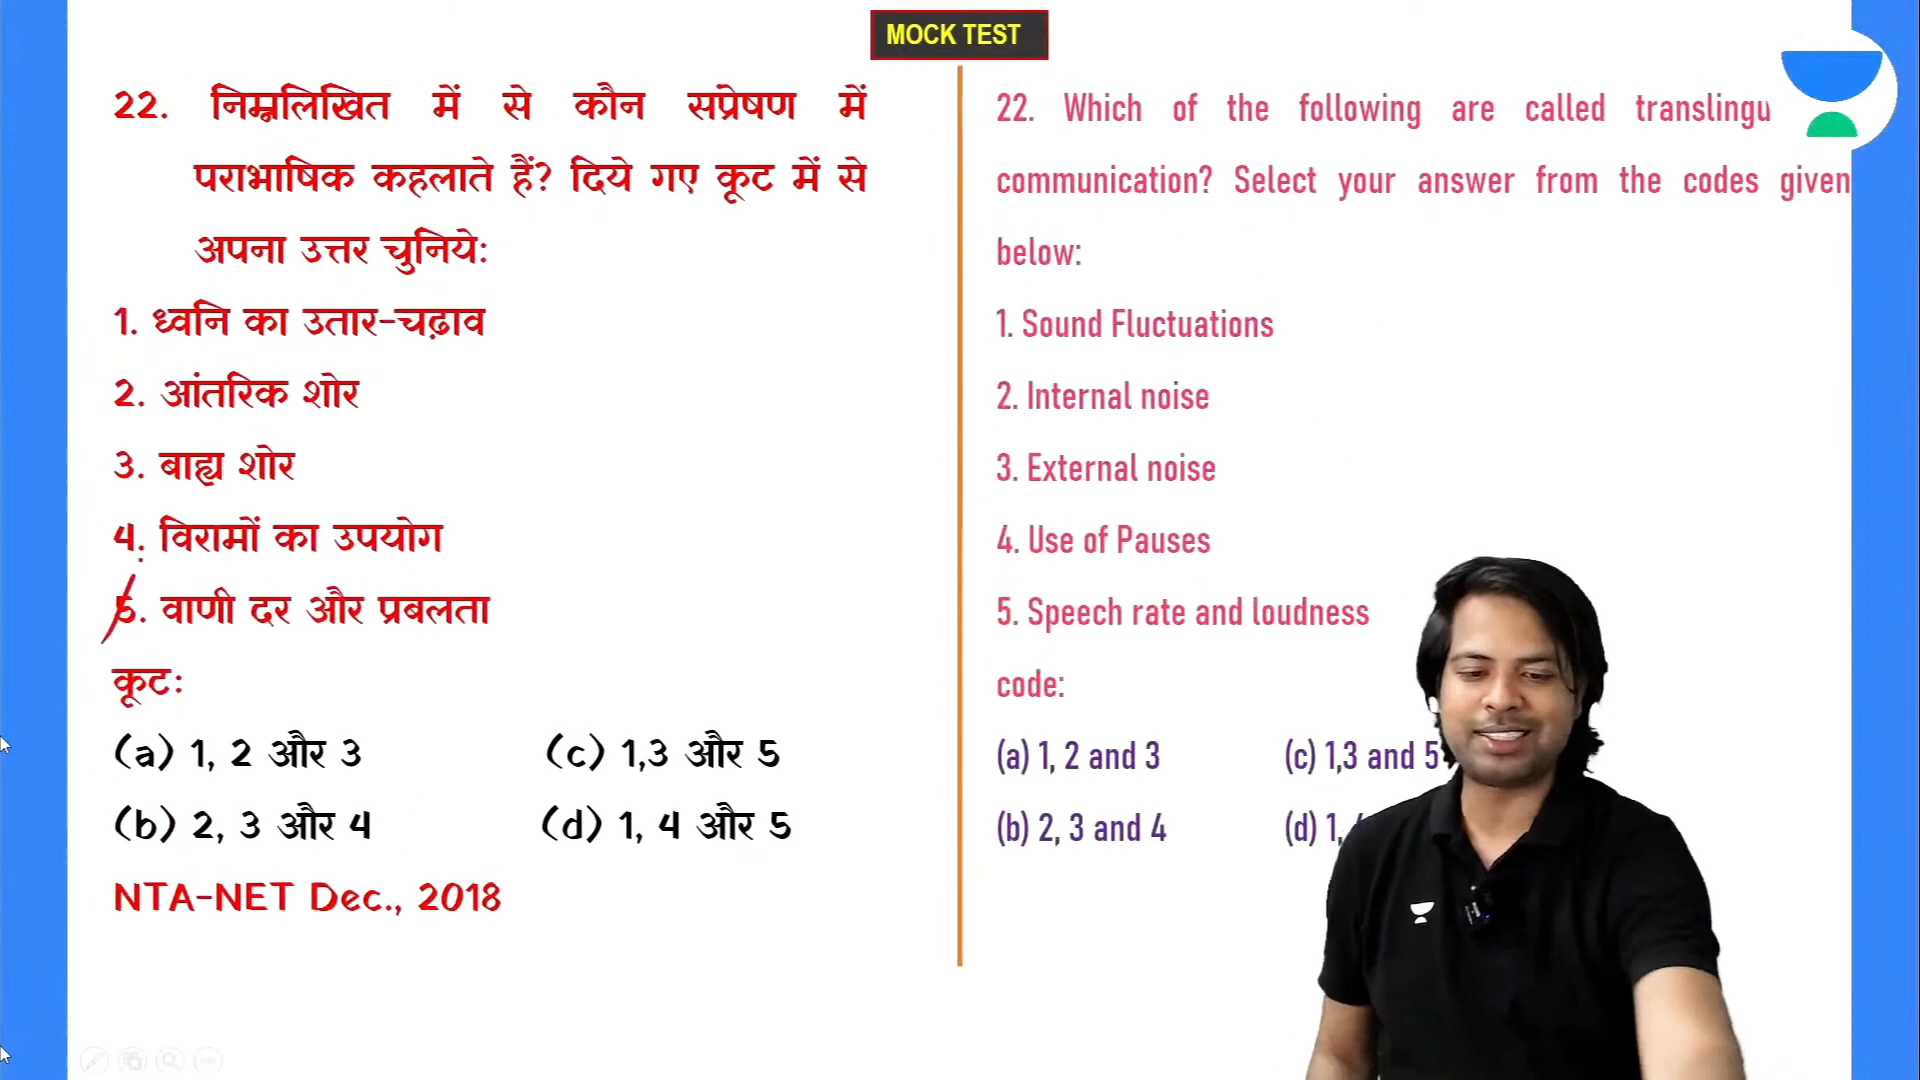 MOCK TEST
22. निम्नलिखित में से कौन सप्रेषण में
पराभाषिक कहलाते हैं? दिये गए कूट में से
अपना उत्तर चुनिये:
1. ध्वनि का उतार-चढ़ाव
2. आंतरिक शोर
3. बाह्य शोर
4. विरामों का उपयोग
5. वाणी दर और प्रबलता
कूट:
(a) 1, 2 और 3 (c) 1,3 और 5
(b) 2, 3 और 4 (d) 1, 4 और 5
NTA-NET Dec., 2018
22. Which of the following are called translingu
communication? Select your answer from the codes given
below:
1. Sound Fluctuations
2. Internal noise
3. External noise
4. Use of Pauses
5. Speech rate and loudness
code:
(a) 1, 2 and 3 (c) 1,3 and 5
(b) 2, 3 and 4 (d) 1,